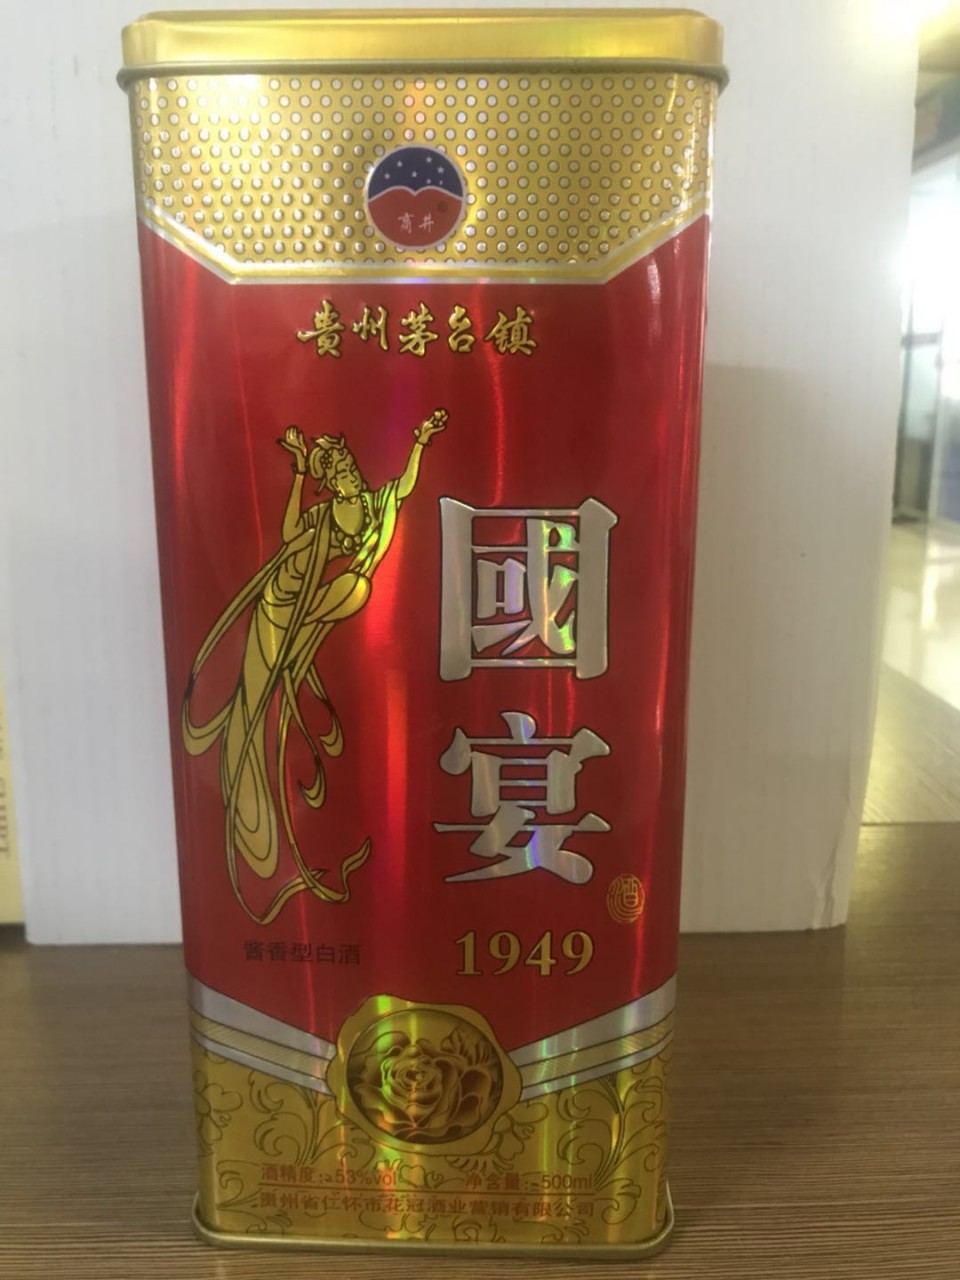 商井
®
贵州茅台镇
國
宴
酒
1949
酱香型白酒
酒精度:53%vol 净含量:500ml
贵州省仁怀市花冠酒业营销有限公司